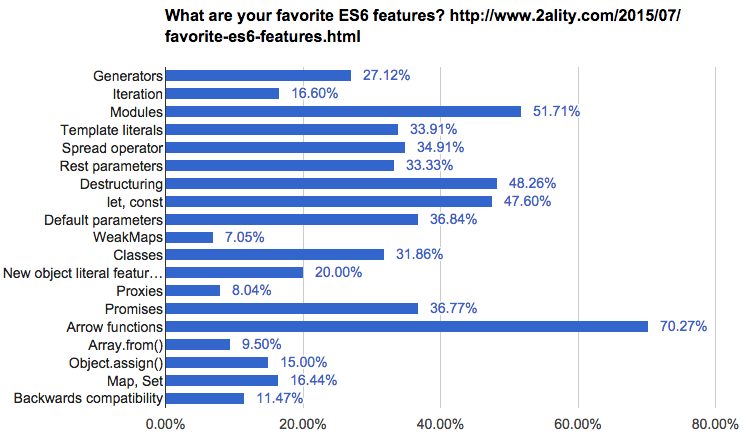 What are your favorite ES6 features? http://www.2ality.com/2015/07/
favorite-es6-features.html
Generators 27.12%
Iteration 16.60%
Modules 51.71%
Template literals 33.91%
Spread operator 34.91%
Rest parameters 33.33%
Destructuring 48.26%
let, const 47.60%
Default parameters 36.84%
WeakMaps 7.05%
Classes 31.86%
New object literal featur… 20.00%
Proxies 8.04%
Promises 36.77%
Arrow functions 70.27%
Array.from() 9.50%
Object.assign() 15.00%
Map, Set 16.44%
Backwards compatibility 11.47%
0.00% 20.00% 40.00% 60.00% 80.00%